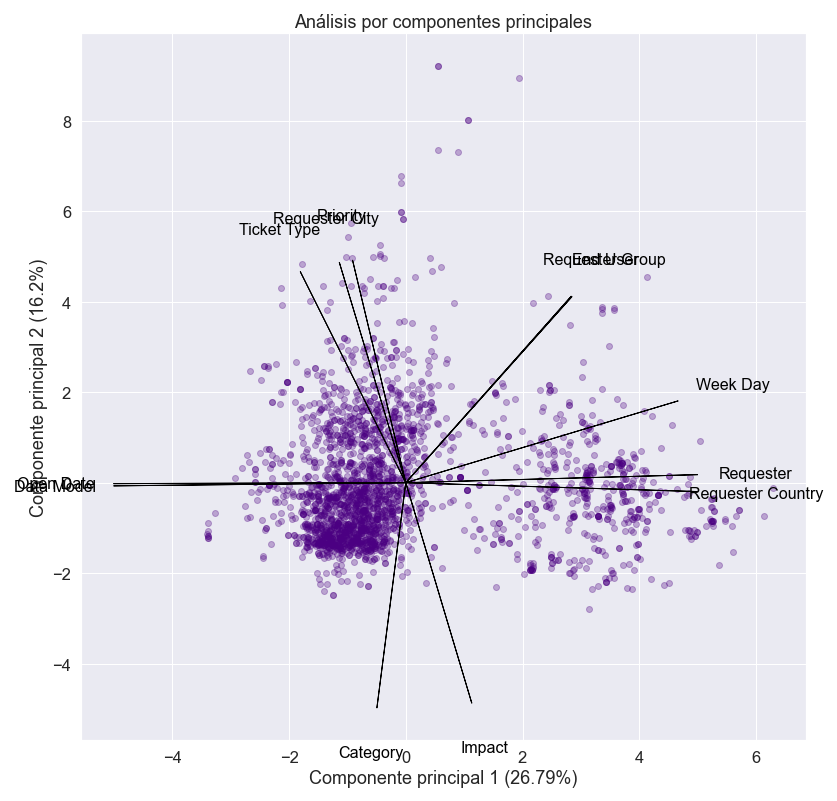 Análisis por componentes principales
8
6
4
2
0
−2
−4
−4
−2
0
2
4
6
Componente principal 1 (26.79%)
Componente principal 2 (16.2%)
Priority
Requester City
Ticket Type
Requester Group
End User
Week Day
Requester
Requester Country
Open Date
Data Model
Category
Impact